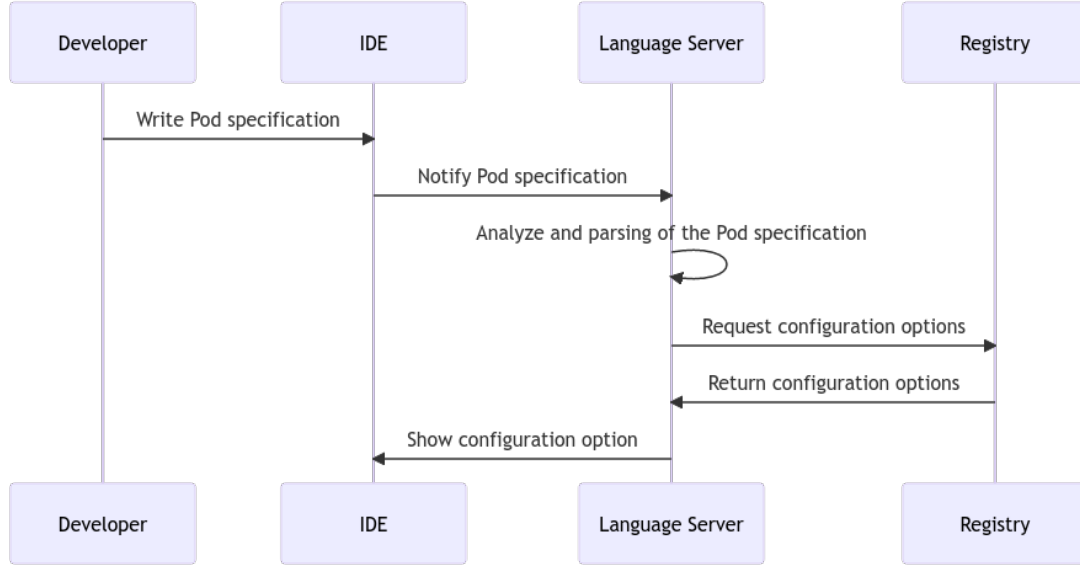 Developer
IDE
Language Server
Registry
Write Pod specification
Notify Pod specification
Analyze and parsing of the Pod specification
Request configuration options
Return configuration options
Show configuration option
Developer
IDE
Language Server
Registry